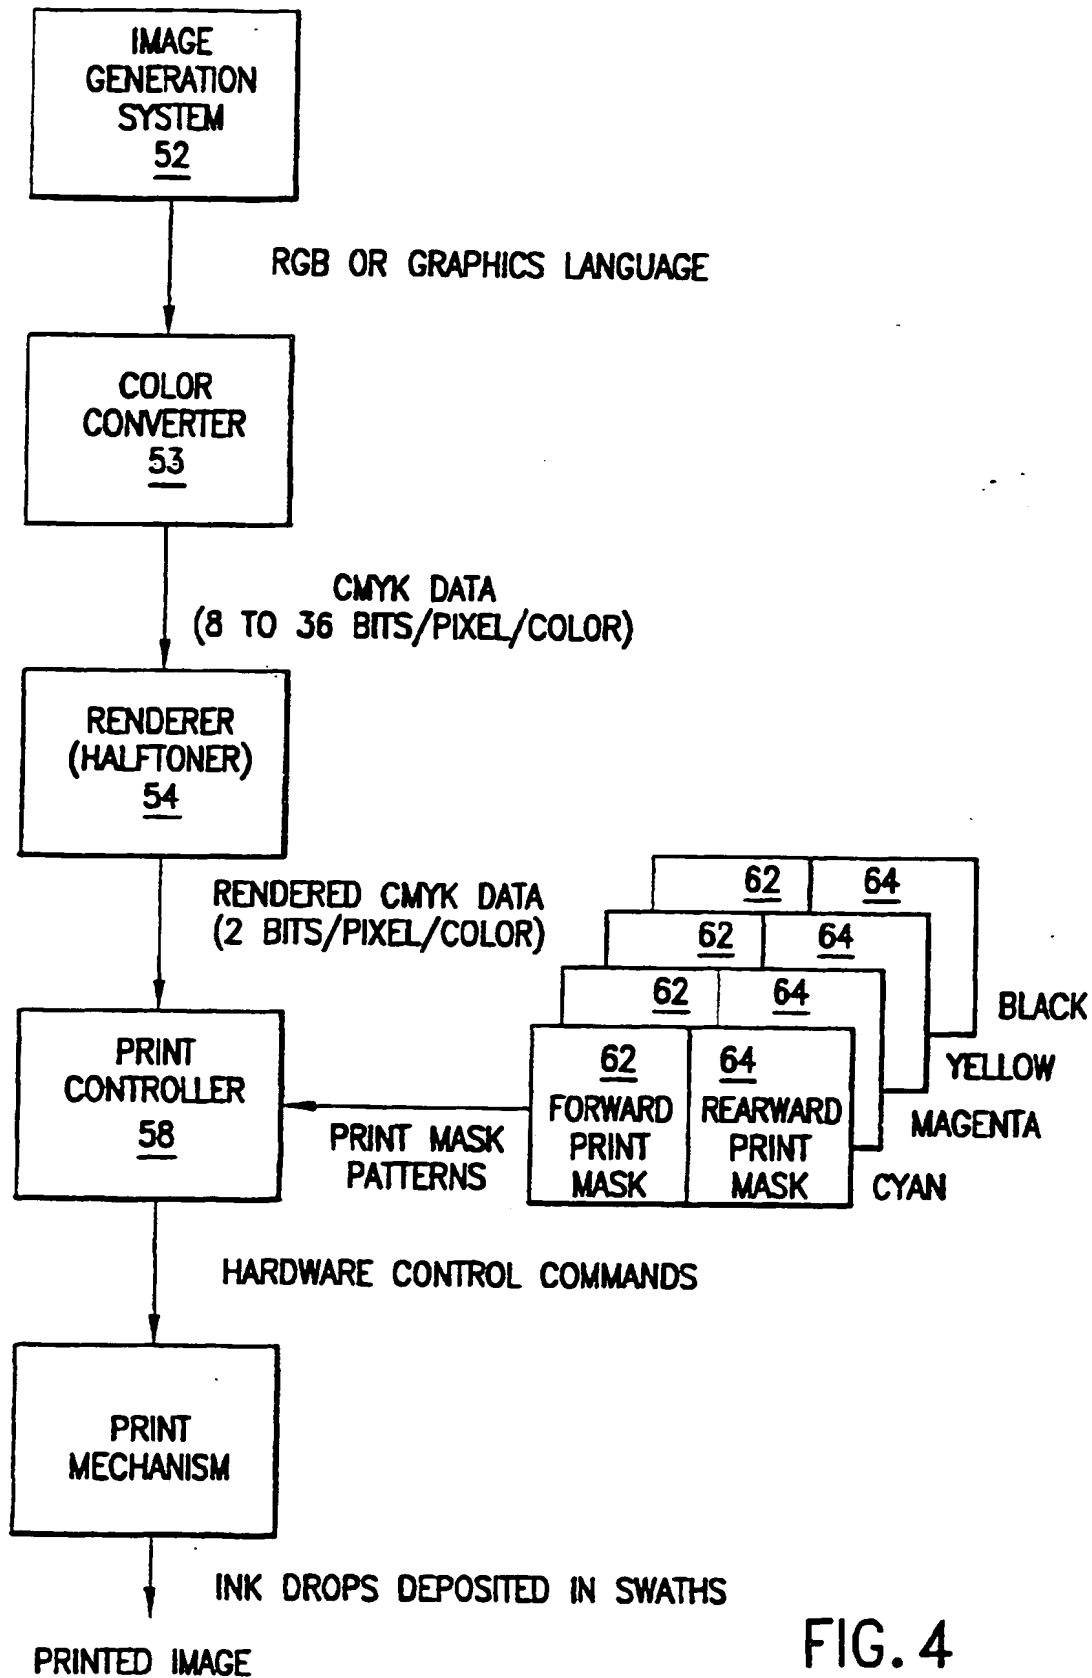 IMAGE
GENERATION
SYSTEM
52
RGB OR GRAPHICS LANGUAGE
COLOR
CONVERTER
53
CMYK DATA
(8 TO 36 BITS/PIXEL/COLOR)
RENDERER
(HALFTONER)
54
RENDERED CMYK DATA
(2 BITS/PIXEL/COLOR)
62 64
62 64
62 64
BLACK
YELLOW
MAGENTA
CYAN
62
FORWARD
PRINT
MASK
64
REARWARD
PRINT
MASK
PRINT MASK
PATTERNS
PRINT
CONTROLLER
58
HARDWARE CONTROL COMMANDS
PRINT
MECHANISM
INK DROPS DEPOSITED IN SWATHS
PRINTED IMAGE
FIG. 4